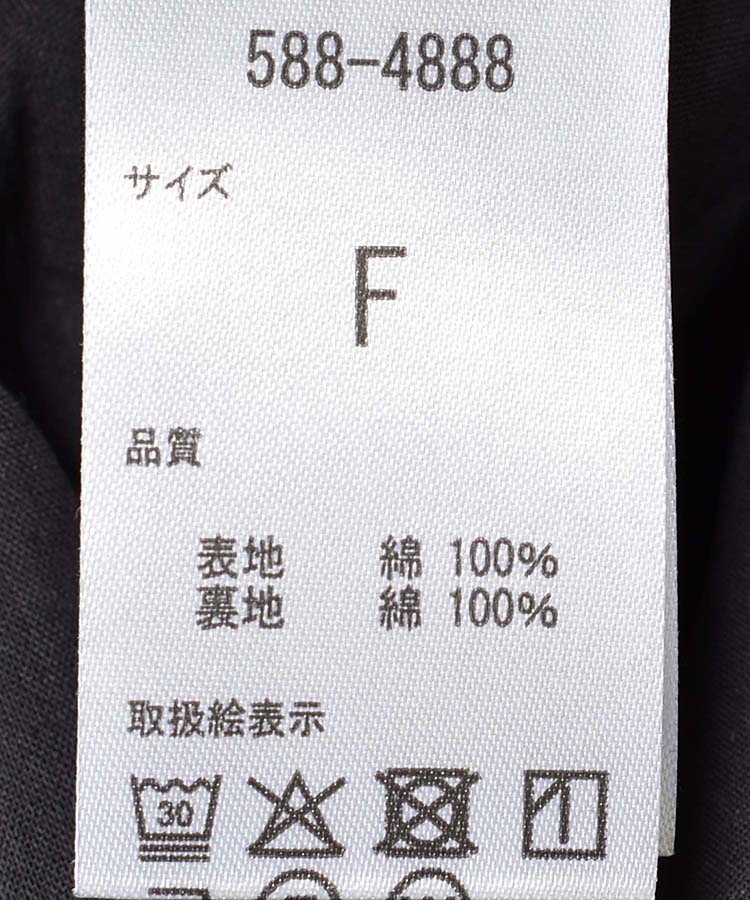 588-4888
サイズ
F
品質
表地 綿 100%
裏地 綿 100%
取扱絵表示
30